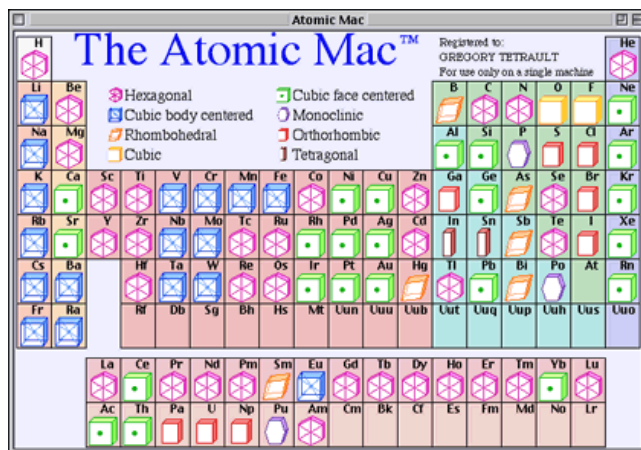 Atomic Mac
H The Atomic Mac™ Registered to: He
GREGORY TETRAULT
For use only on a single machine
Li Be B C N O F Ne
Hexagonal Cubic face centered
Cubic body centered Monoclinic
Rhombohedral Orthorhombic
Cubic Tetragonal
Na Mg Al Si P S Cl Ar
K Ca Sc Ti V Cr Mn Fe Co Ni Cu Zn Ga Ge As Se Br Kr
Rb Sr Y Zr Nb Mo Tc Ru Rh Pd Ag Cd In Sn Sb Te I Xe
Cs Ba Hf Ta W Re Os Ir Pt Au Hg Tl Pb Bi Po At Rn
Fr Ra Rf Db Sg Bh Hs Mt Uun Uuu Uub Uut Uuq Uup Uuh Uus Uuo
La Ce Pr Nd Pm Sm Eu Gd Tb Dy Ho Er Tm Yb Lu
Ac Th Pa U Np Pu Am Cm Bk Cf Es Fm Md No Lr